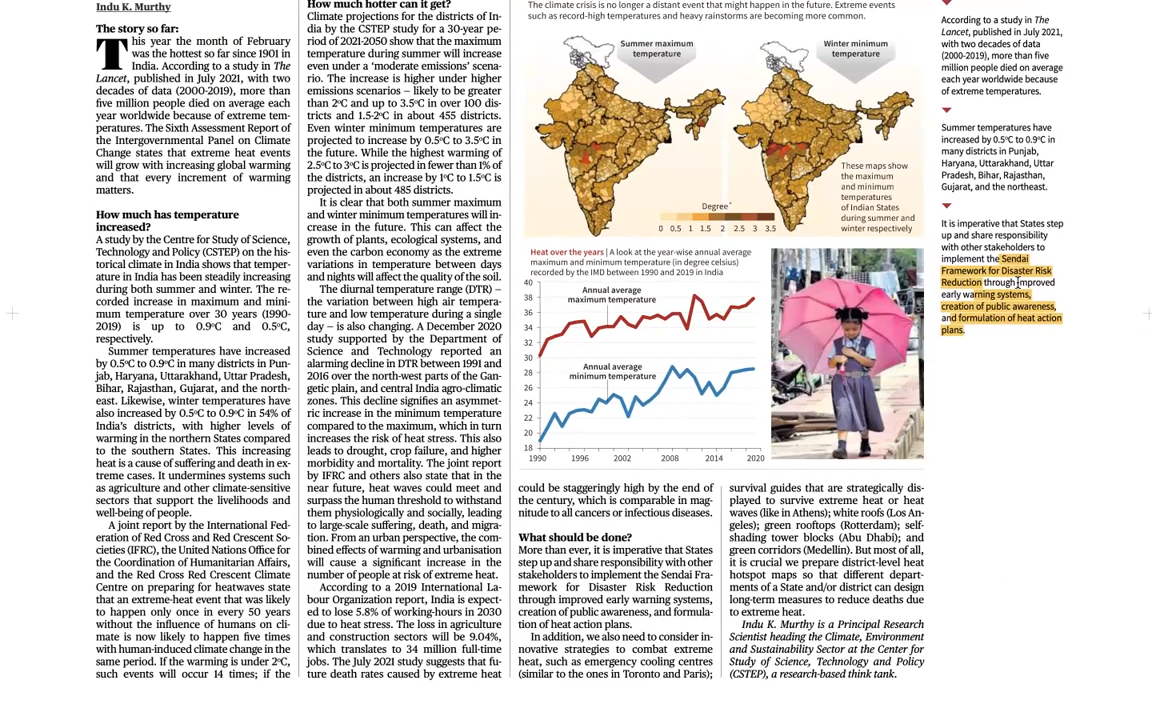 Indu K. Murthy
The story so far:
This year the month of February
was the hottest so far since 1901 in
India. According to a study in The
Lancet, published in July 2021, with two
decades of data (2000-2019), more than
five million people died on average each
year worldwide because of extreme tem-
peratures. The Sixth Assessment Report of
the Intergovernmental Panel on Climate
Change states that extreme heat events
will grow with increasing global warming
and that every increment of warming
matters.
How much has temperature
increased?
A study by the Centre for Study of Science,
Technology and Policy (CSTEP) on the his-
torical climate in India shows that temper-
ature in India has been steadily increasing
during both summer and winter. The re-
corded increase in maximum and mini-
mum temperature over 30 years (1990-
2019) is up to 0.9ºC and 0.5ºC,
respectively.
Summer temperatures have increased
by 0.5ºC to 0.9ºC in many districts in Pun-
jab, Haryana, Uttarakhand, Uttar Pradesh,
Bihar, Rajasthan, Gujarat, and the north-
east. Likewise, winter temperatures have
also increased by 0.5ºC to 0.9ºC in 54% of
India's districts, with higher levels of
warming in the northern States compared
to the southern States. This increasing
heat is a cause of suffering and death in ex-
treme cases. It undermines systems such
as agriculture and other climate-sensitive
sectors that support the livelihoods and
well-being of people.
A joint report by the International Fed-
eration of Red Cross and Red Crescent So-
cieties (IFRC), the United Nations Office for
the Coordination of Humanitarian Affairs,
and the Red Cross Red Crescent Climate
Centre on preparing for heatwaves state
that an extreme-heat event that was likely
to happen only once in every 50 years
without the influence of humans on cli-
mate is now likely to happen five times
with human-induced climate change in the
same period. If the warming is under 2ºC,
such events will occur 14 times; if the
How much hotter can it get?
Climate projections for the districts of In-
dia by the CSTEP study for a 30-year pe-
riod of 2021-2050 show that the maximum
temperature during summer will increase
even under a 'moderate emissions' scena-
rio. The increase is higher under higher
emissions scenarios – likely to be greater
than 2ºC and up to 3.5ºC in over 100 dis-
tricts and 1.5-2ºC in about 455 districts.
Even winter minimum temperatures are
projected to increase by 0.5ºC to 3.5ºC in
the future. While the highest warming of
2.5ºC to 3ºC is projected in fewer than 1% of
the districts, an increase by 1ºC to 1.5ºC is
projected in about 485 districts.
It is clear that both summer maximum
and winter minimum temperatures will in-
crease in the future. This can affect the
growth of plants, ecological systems, and
even the carbon economy as the extreme
variations in temperature between days
and nights will affect the quality of the soil.
The diurnal temperature range (DTR) –
the variation between high air tempera-
ture and low temperature during a single
day – is also changing. A December 2020
study supported by the Department of
Science and Technology reported an
alarming decline in DTR between 1991 and
2016 over the north-west parts of the Gan-
getic plain, and central India agro-climatic
zones. This decline signifies an asymmet-
ric increase in the minimum temperature
compared to the maximum, which in turn
increases the risk of heat stress. This also
leads to drought, crop failure, and higher
morbidity and mortality. The joint report
by IFRC and others also state that in the
near future, heat waves could meet and
surpass the human threshold to withstand
them physiologically and socially, leading
to large-scale suffering, death, and migra-
tion. From an urban perspective, the com-
bined effects of warming and urbanisation
will cause a significant increase in the
number of people at risk of extreme heat.
According to a 2019 International La-
bour Organization report, India is expect-
ed to lose 5.8% of working-hours in 2030
due to heat stress. The loss in agriculture
and construction sectors will be 9.04%,
which translates to 34 million full-time
jobs. The July 2021 study suggests that fu-
ture death rates caused by extreme heat
The climate crisis is no longer a distant event that might happen in the future. Extreme events
such as record-high temperatures and heavy rainstorms are becoming more common.
Summer maximum
temperature
Winter minimum
temperature
These maps show
the maximum
and minimum
temperatures
of Indian States
during summer and
winter respectively
Degree°
0 0.5 1 1.5 2 2.5 3 3.5
Heat over the years | A look at the year-wise annual average
maximum and minimum temperature (in degree celsius)
recorded by the IMD between 1990 and 2019 in India
Annual average
maximum temperature
Annual average
minimum temperature
40
38
36
34
32
30
28
26
24
22
20
18
1990 1996 2002 2008 2014 2020
could be staggeringly high by the end of
the century, which is comparable in mag-
nitude to all cancers or infectious diseases.
What should be done?
More than ever, it is imperative that States
step up and share responsibility with other
stakeholders to implement the Sendai Fra-
mework for Disaster Risk Reduction
through improved early warning systems,
creation of public awareness, and formula-
tion of heat action plans.
In addition, we also need to consider in-
novative strategies to combat extreme
heat, such as emergency cooling centres
(similar to the ones in Toronto and Paris);
survival guides that are strategically dis-
played to survive extreme heat or heat
waves (like in Athens); white roofs (Los An-
geles); green rooftops (Rotterdam); self-
shading tower blocks (Abu Dhabi); and
green corridors (Medellin). But most of all,
it is crucial we prepare district-level heat
hotspot maps so that different depart-
ments of a State and/or district can design
long-term measures to reduce deaths due
to extreme heat.
Indu K. Murthy is a Principal Research
Scientist heading the Climate, Environment
and Sustainability Sector at the Center for
Study of Science, Technology and Policy
(CSTEP), a research-based think tank.
According to a study in The
Lancet, published in July 2021,
with two decades of data
(2000-2019), more than five
million people died on average
each year worldwide because
of extreme temperatures.
Summer temperatures have
increased by 0.5ºC to 0.9ºC in
many districts in Punjab,
Haryana, Uttarakhand, Uttar
Pradesh, Bihar, Rajasthan,
Gujarat, and the northeast.
It is imperative that States step
up and share responsibility
with other stakeholders to
implement the Sendai
Framework for Disaster Risk
Reduction through improved
early warning systems,
creation of public awareness,
and formulation of heat action
plans.